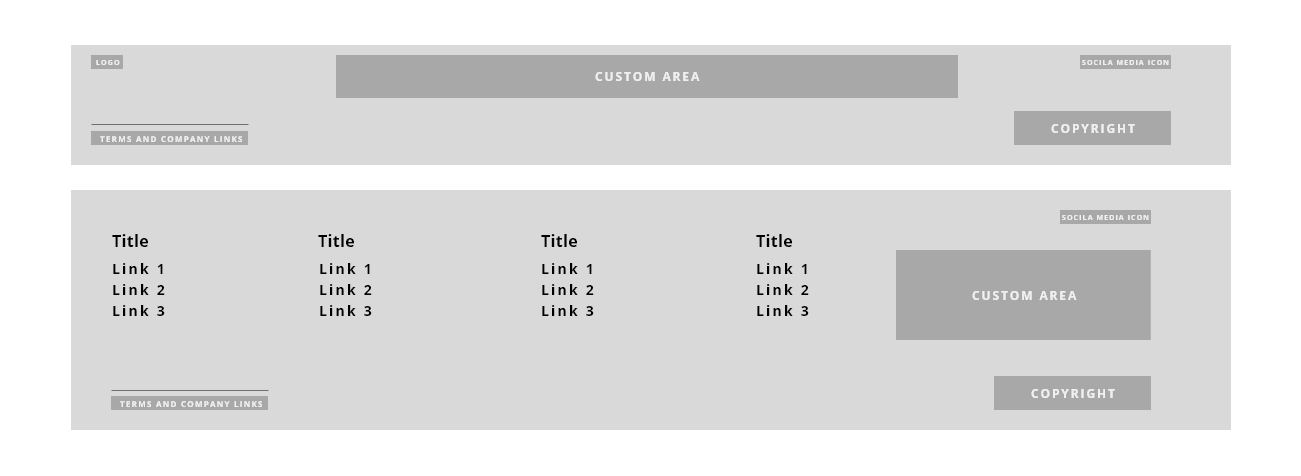 LOGO
CUSTOM AREA
SOCILA MEDIA ICON
TERMS AND COMPANY LINKS
COPYRIGHT
SOCILA MEDIA ICON
Title
Link 1
Link 2
Link 3
Title
Link 1
Link 2
Link 3
Title
Link 1
Link 2
Link 3
Title
Link 1
Link 2
Link 3
CUSTOM AREA
TERMS AND COMPANY LINKS
COPYRIGHT